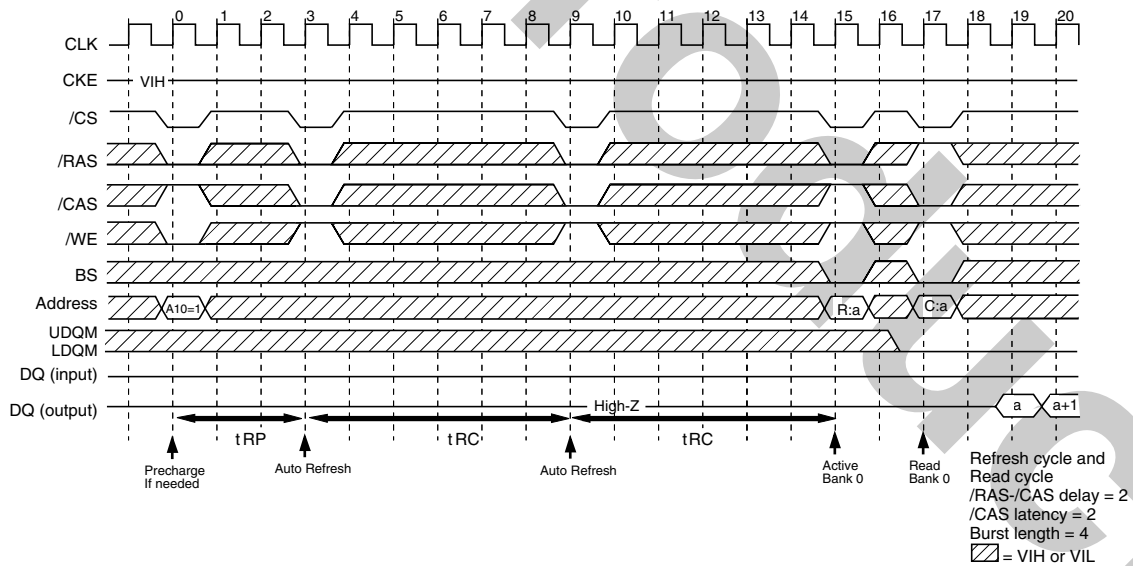 0 1 2 3 4 5 6 7 8 9 10 11 12 13 14 15 16 17 18 19 20
CLK
CKE VIH
/CS
/RAS
/CAS
/WE
BS
Address A10=1 R:a C:a
UDQM
LDQM
DQ (input)
DQ (output) High-Z a a+1
tRP tRC tRC
Precharge
If needed
Auto Refresh
Auto Refresh
Active
Bank 0
Read
Bank 0
Refresh cycle and
Read cycle
/RAS-/CAS delay = 2
/CAS latency = 2
Burst length = 4
= VIH or VIL